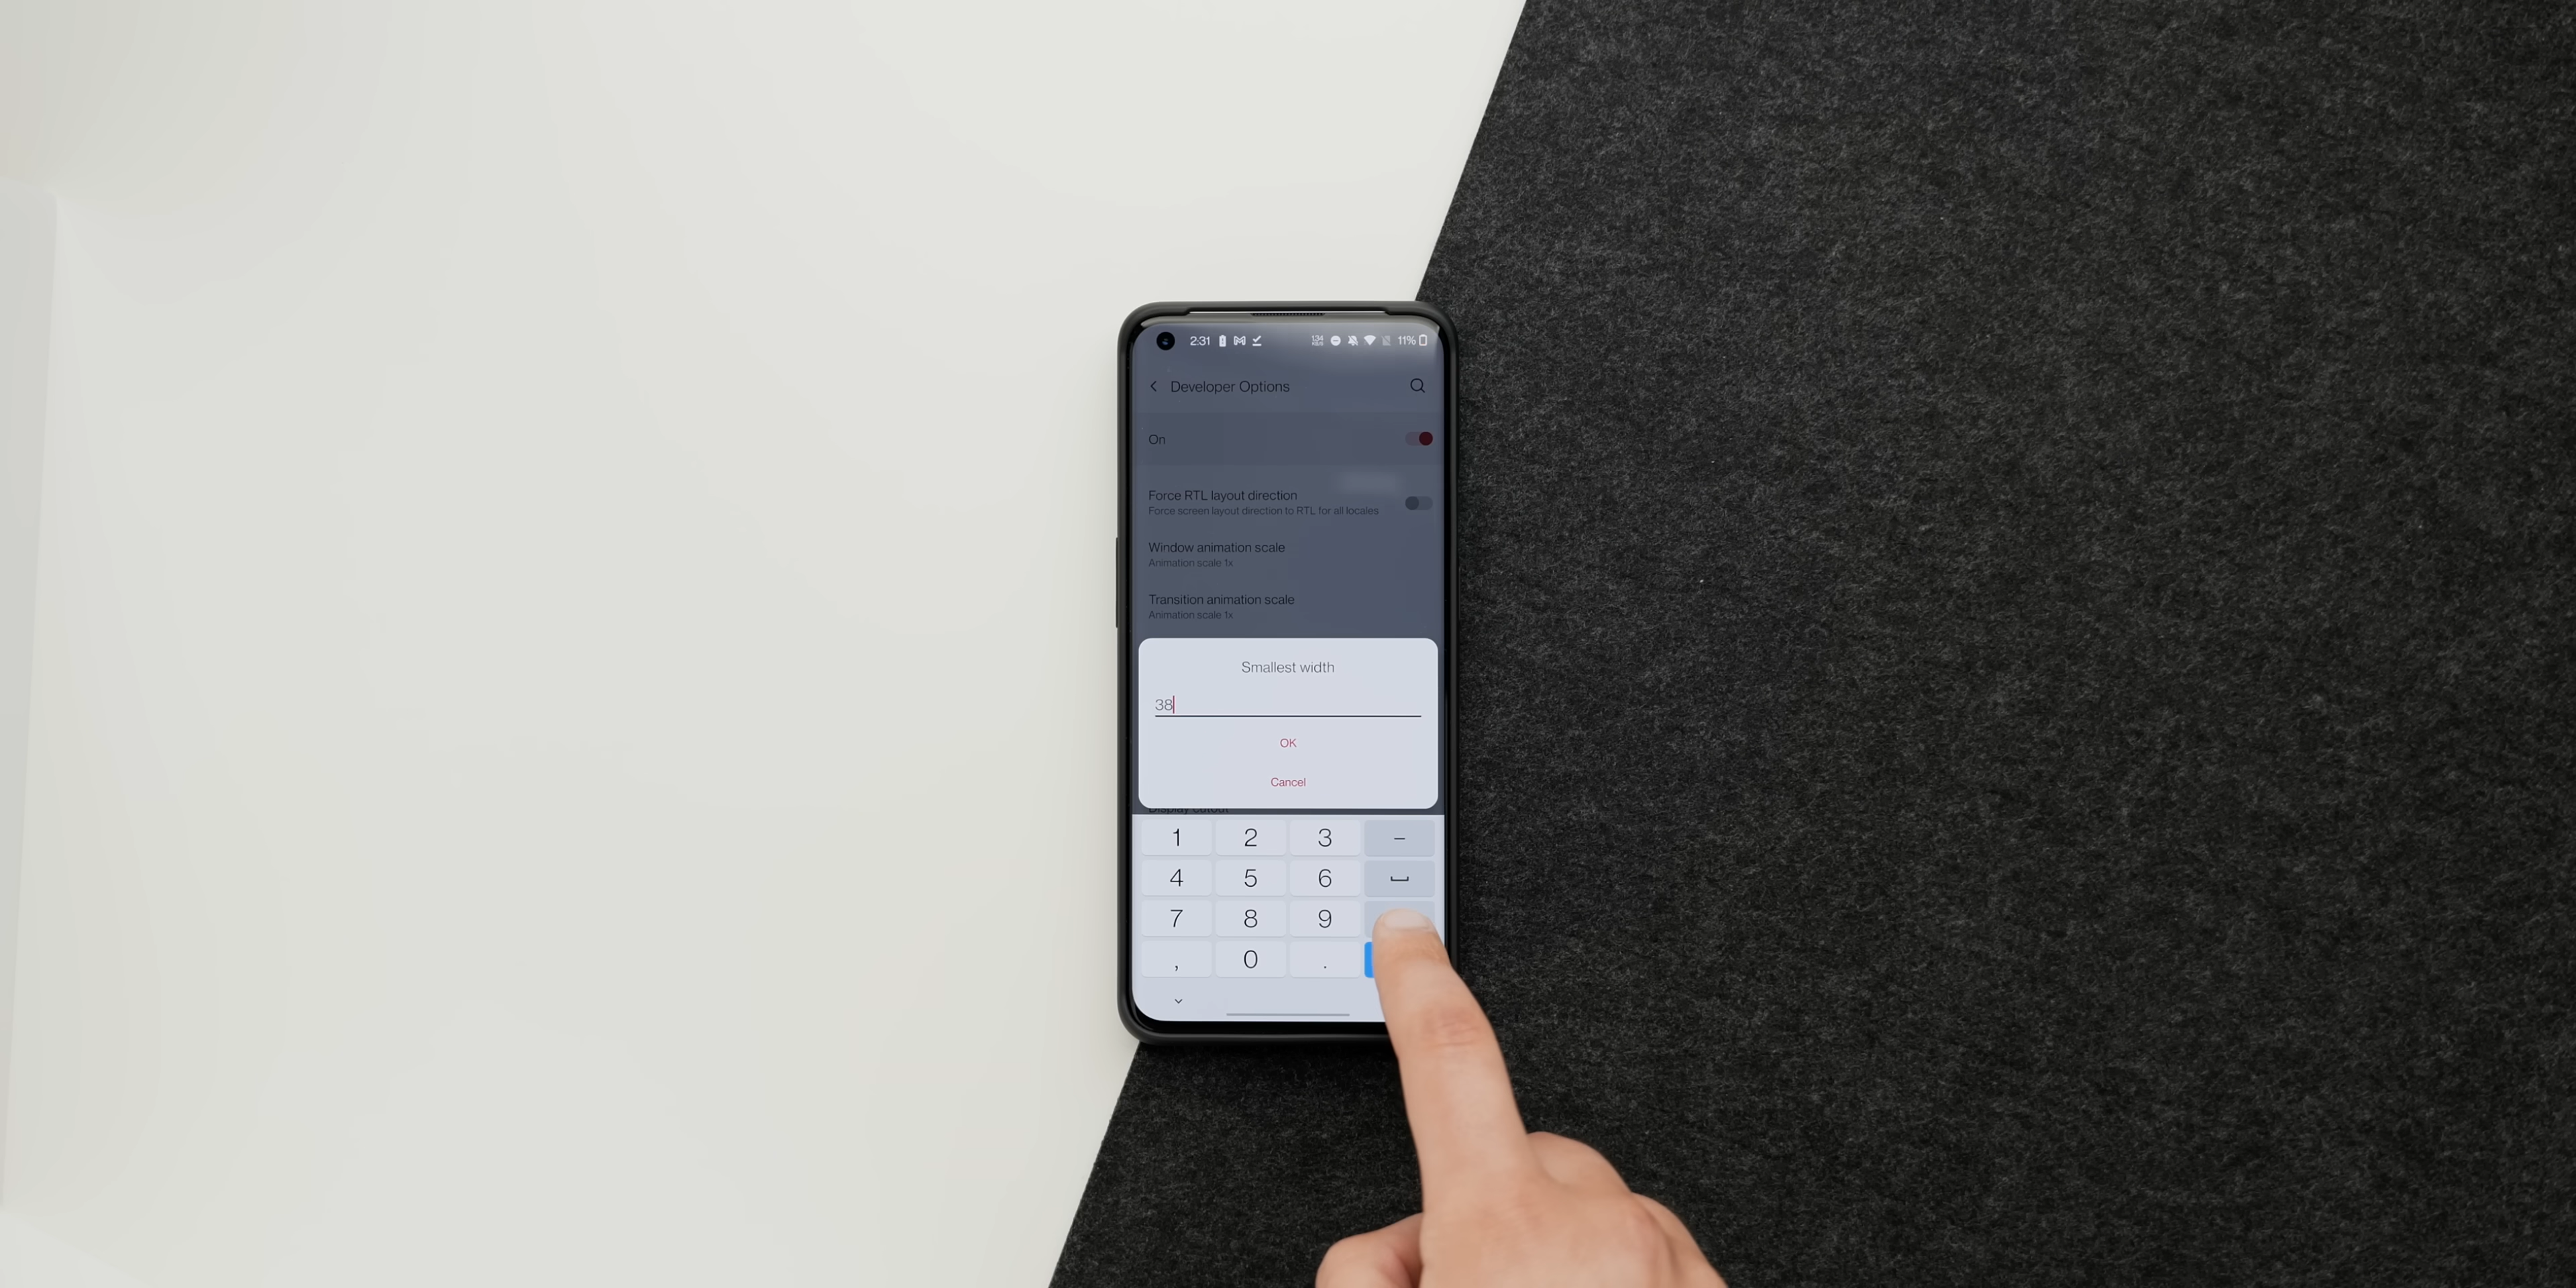 2:31 11%
Developer Options
On
Force RTL layout direction
Force screen layout direction to RTL for all locales
Window animation scale
Animation scale 1x
Transition animation scale
Animation scale 1x
Smallest width
38
OK
Cancel
Display cutout
1 2 3 -
4 5 6
7 8 9
, 0 .